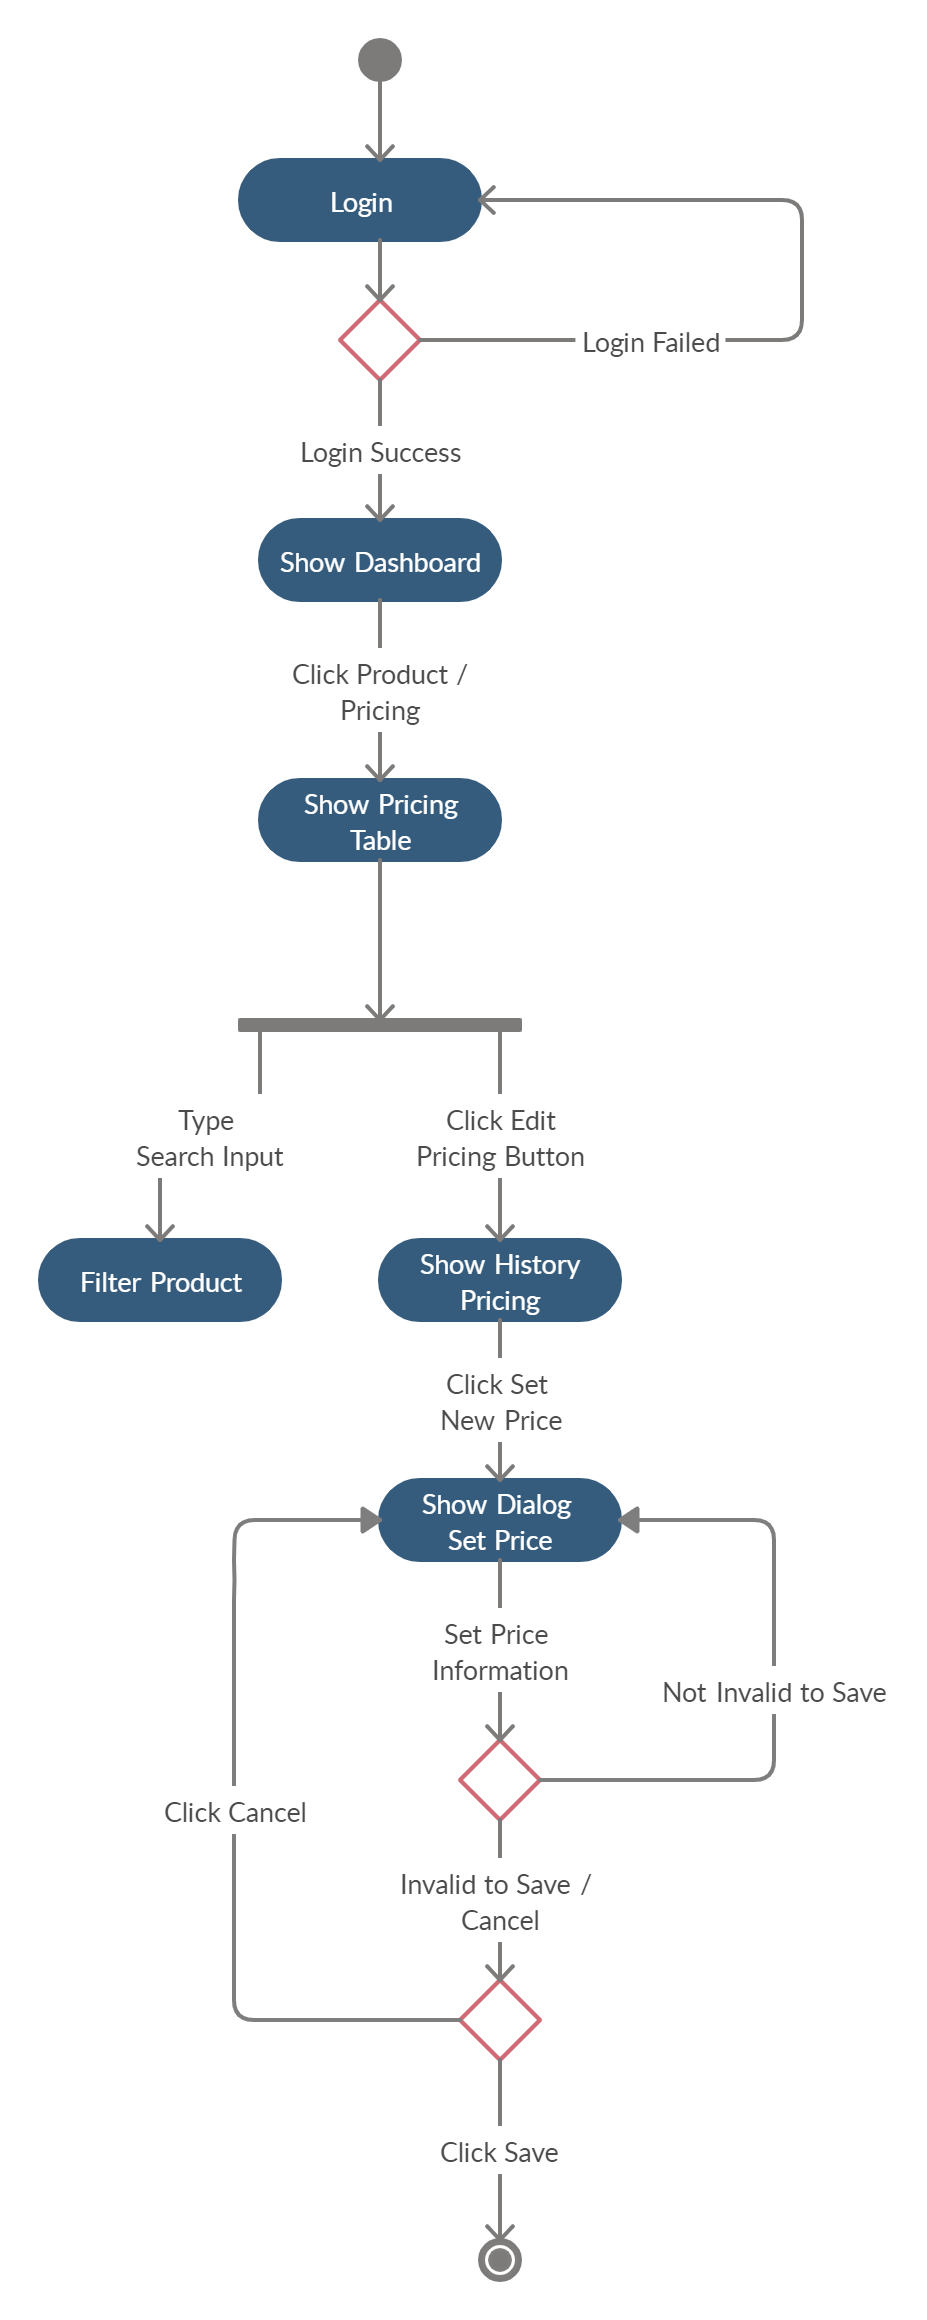 Login
Login Failed
Login Success
Show Dashboard
Click Product /
Pricing
Show Pricing
Table
Type
Search Input
Click Edit
Pricing Button
Filter Product
Show History
Pricing
Click Set
New Price
Show Dialog
Set Price
Set Price
Information
Not Invalid to Save
Click Cancel
Invalid to Save /
Cancel
Click Save